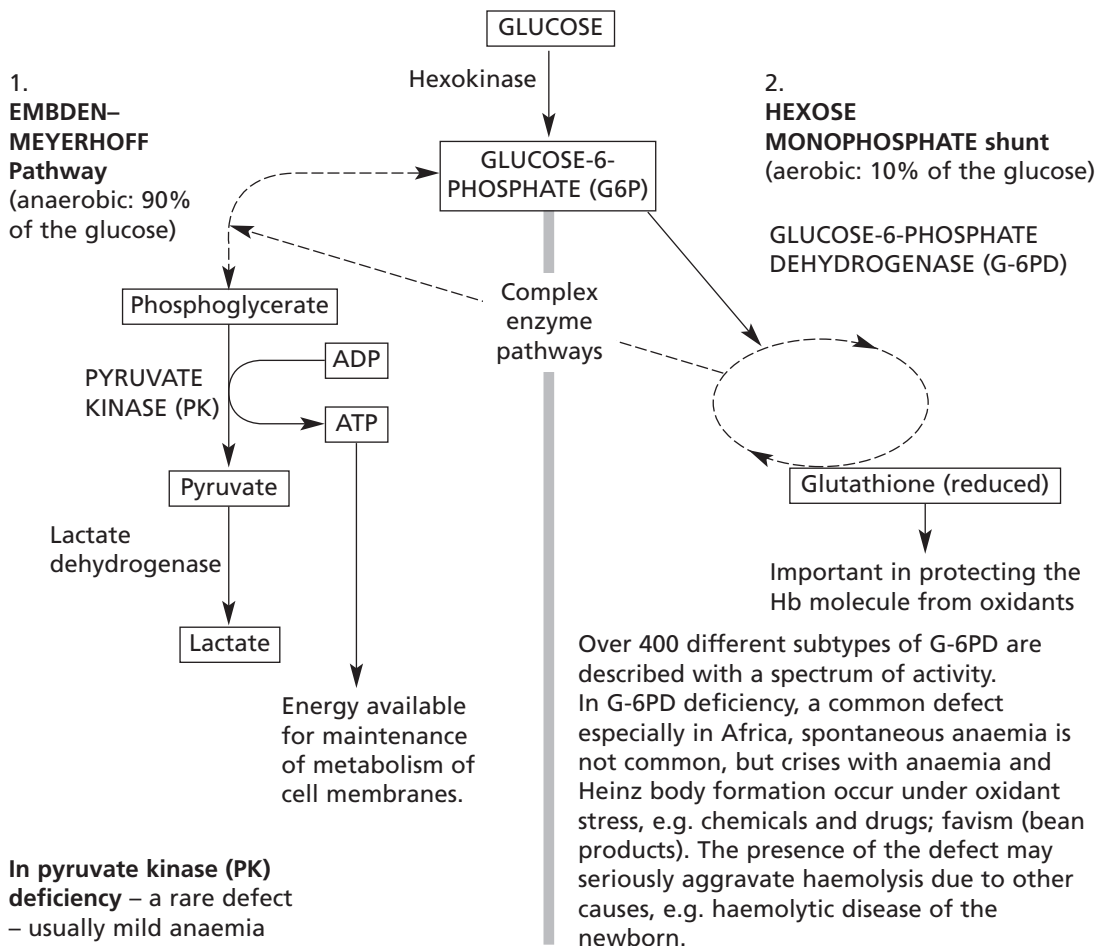 GLUCOSE
Hexokinase
1.
EMBDEN–
MEYERHOFF
Pathway
(anaerobic: 90%
of the glucose)
2.
HEXOSE
MONOPHOSPHATE shunt
(aerobic: 10% of the glucose)
GLUCOSE-6-
PHOSPHATE (G6P)
GLUCOSE-6-PHOSPHATE
DEHYDROGENASE (G-6PD)
Complex
enzyme
pathways
Phosphoglycerate
ADP
PYRUVATE
KINASE (PK)
ATP
Pyruvate
Glutathione (reduced)
Lactate
dehydrogenase
Important in protecting the
Hb molecule from oxidants
Lactate
Energy available
for maintenance
of metabolism of
cell membranes.
Over 400 different subtypes of G-6PD are
described with a spectrum of activity.
In G-6PD deficiency, a common defect
especially in Africa, spontaneous anaemia is
not common, but crises with anaemia and
Heinz body formation occur under oxidant
stress, e.g. chemicals and drugs; favism (bean
products). The presence of the defect may
seriously aggravate haemolysis due to other
causes, e.g. haemolytic disease of the
newborn.
In pyruvate kinase (PK)
deficiency – a rare defect
– usually mild anaemia